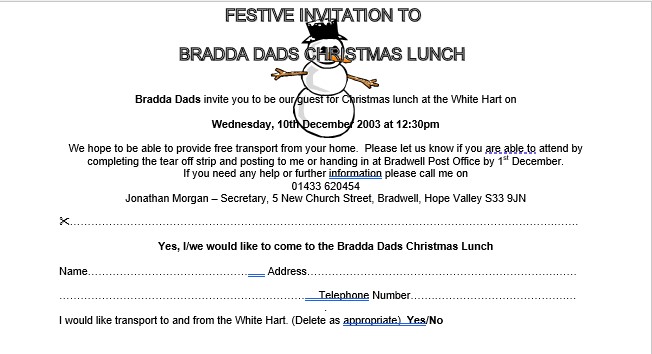 FESTIVE INVITATION TO
BRADDA DADS CHRISTMAS LUNCH
Bradda Dads invite you to be our guest for Christmas lunch at the White Hart on
Wednesday, 10th December 2003 at 12:30pm
We hope to be able to provide free transport from your home. Please let us know if you are able to attend by
completing the tear off strip and posting to me or handing in at Bradwell Post Office by 1st December.
If you need any help or further information please call me on
01433 620454
Jonathan Morgan – Secretary, 5 New Church Street, Bradwell, Hope Valley S33 9JN
Yes, I/we would like to come to the Bradda Dads Christmas Lunch
Name.................................................... Address....................................................................................
................................................................................Telephone Number....................................................
I would like transport to and from the White Hart. (Delete as appropriate) Yes/No